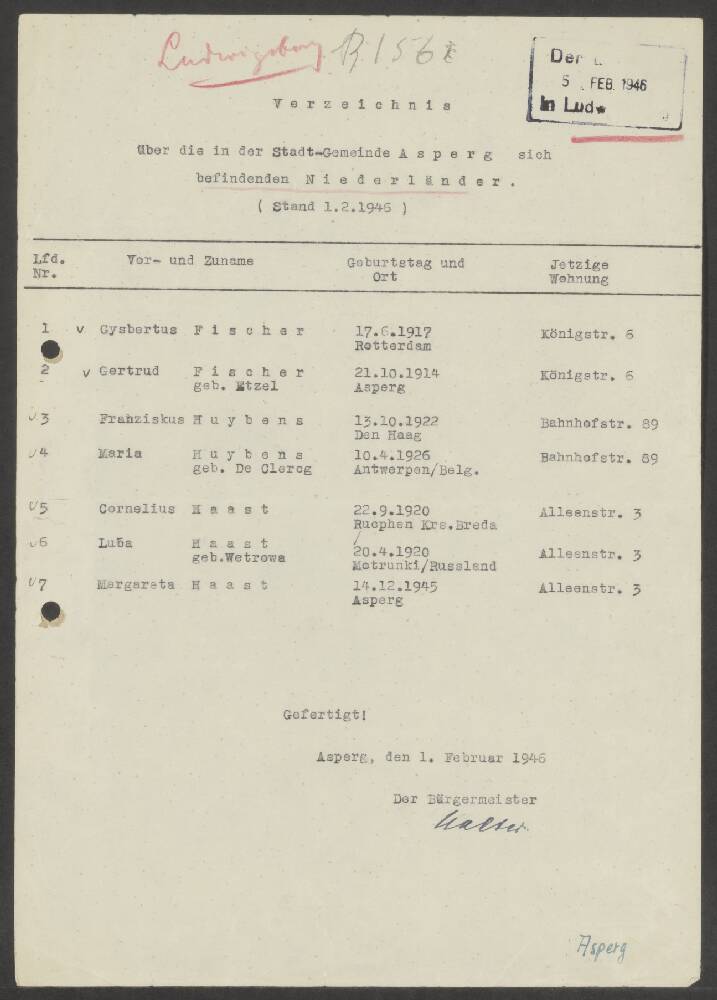 Ludwigsburg
Der L
5. FEB. 1946
In Ludw
Verzeichnis
über die in der Stadt-Gemeinde Asperg sich
befindenden Niederländer.
( Stand 1.2.1946 )
Lfd. Vor- und Zuname Geburtstag und Jetzige
Nr. Ort Wohnung
1 v Gysbertus Fischer 17.6.1917 Königstr. 6
Rotterdam
2 v Gertrud Fischer 21.10.1914 Königstr. 6
geb. Etzel Asperg
v 3 Franziskus Huybens 13.10.1922 Bahnhofstr. 89
Den Haag
v 4 Maria Huybens 10.4.1926 Bahnhofstr. 89
geb. De Clercg Antwerpen/Belg.
v 5 Cornelius Haast 22.9.1920 Alleenstr. 3
Rucphen Krs.Breda
v 6 Luba Haast 20.4.1920 Alleenstr. 3
geb.Wetrowa Motrunki/Russland
v 7 Margareta Haast 14.12.1945 Alleenstr. 3
Asperg
Gefertigt!
Asperg, den 1. Februar 1946
Der Bürgermeister
Asperg